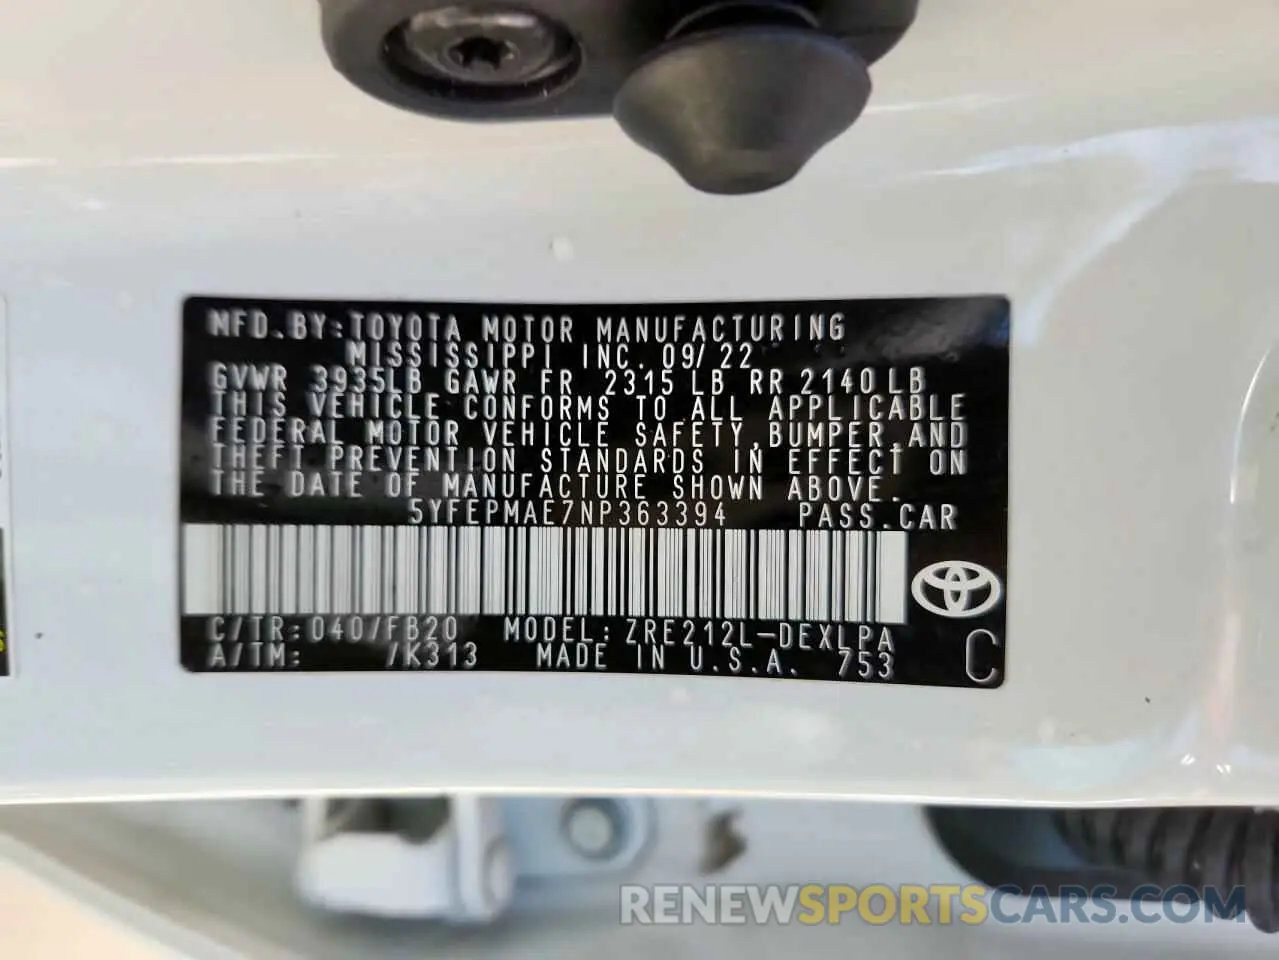 MFD.BY:TOYOTA MOTOR MANUFACTURING
MISSISSIPPI INC. 09/22
GVWR 3935LB GAWR FR 2315 LB RR 2140 LB
THIS VEHICLE CONFORMS TO ALL APPLICABLE
FEDERAL MOTOR VEHICLE SAFETY, BUMPER, AND
THEFT PREVENTION STANDARDS IN EFFECT ON
THE DATE OF MANUFACTURE SHOWN ABOVE.
5YFEPMAE7NP363394 PASS.CAR
C/TR:040/FB20 MODEL:ZRE212L-DEXLPA
A/TM: /K313 MADE IN U.S.A. 753 C
RENEWSPORTSCARS.COM